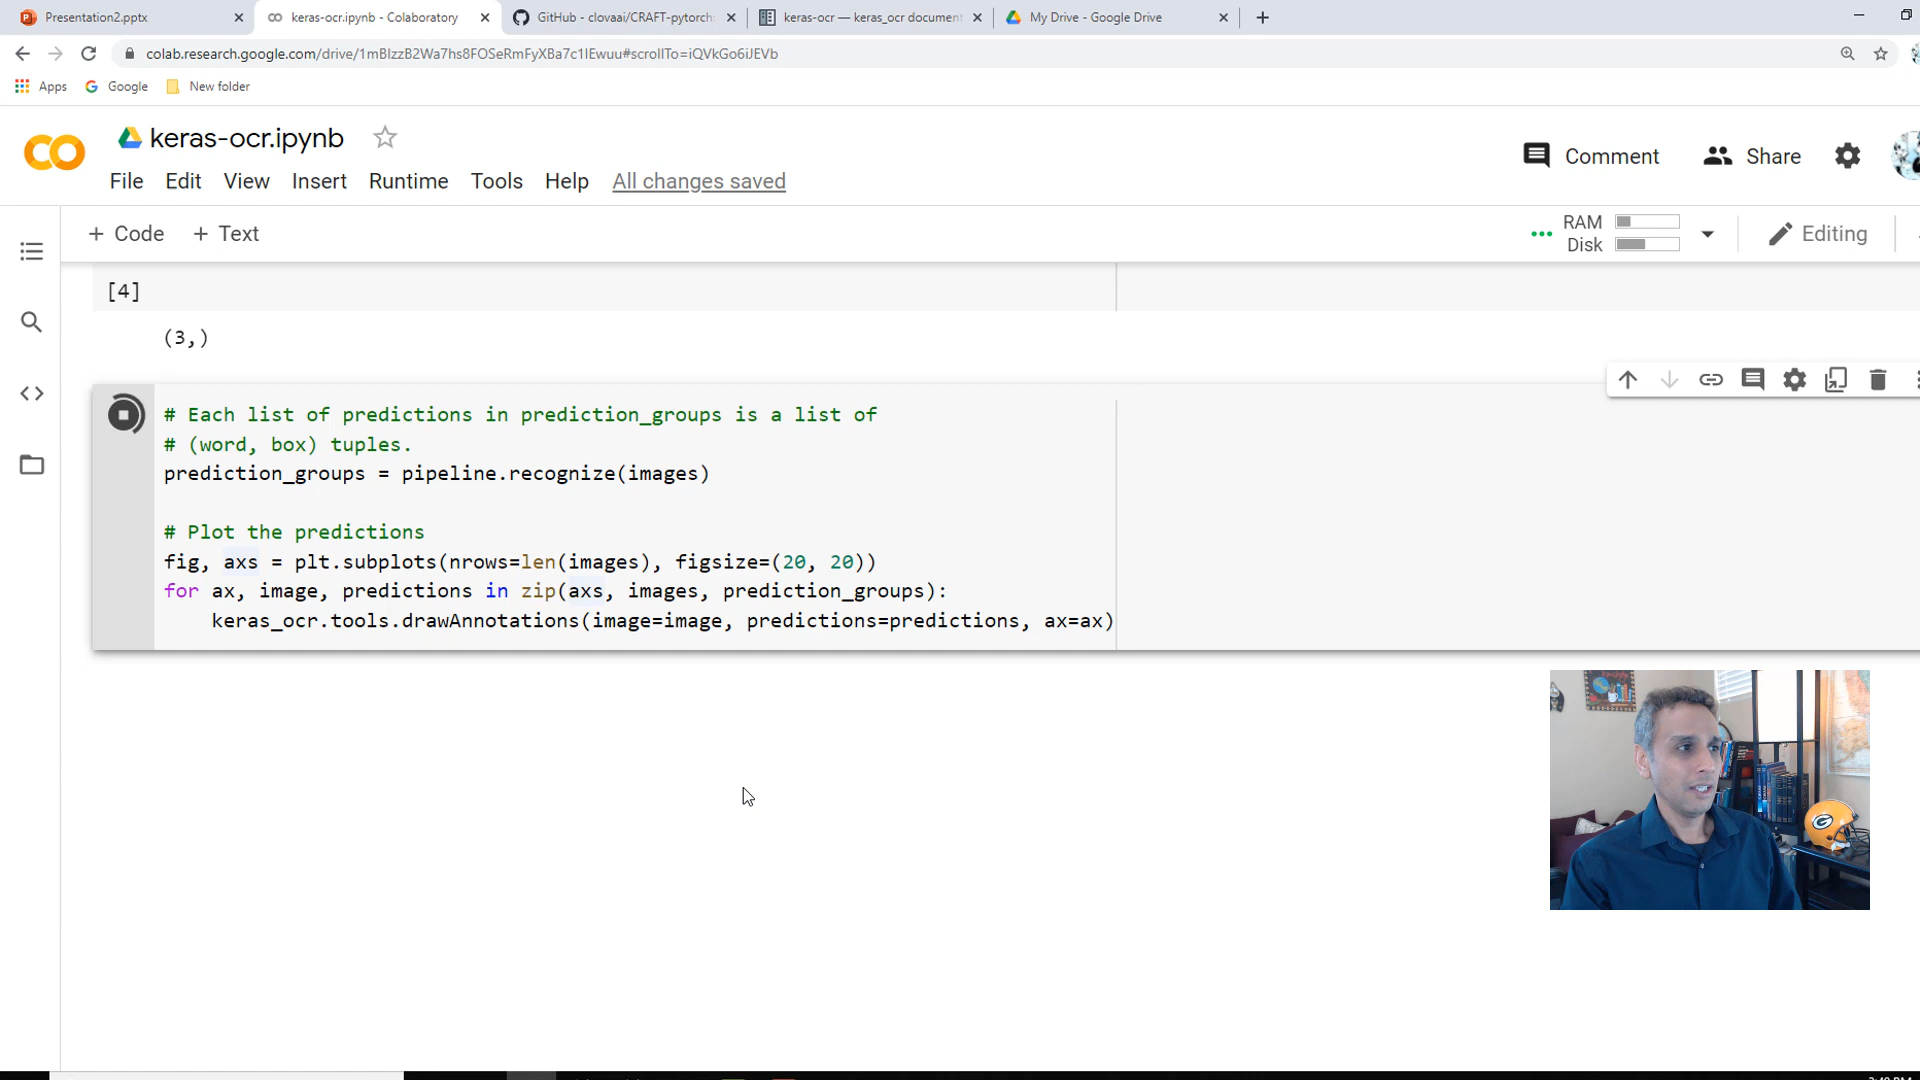 Presentation2.pptx
keras-ocr.ipynb - Colaboratory
GitHub - clovaai/CRAFT-pytorch:
keras-ocr — keras_ocr document
My Drive - Google Drive
colab.research.google.com/drive/1mBIzzB2Wa7hs8FOSeRmFyXBa7c1IEwuu#scrollTo=iQVkGo6iJEVb
Apps
Google
New folder
CO
keras-ocr.ipynb
Comment
Share
File Edit View Insert Runtime Tools Help All changes saved
+ Code + Text
RAM
Disk
Editing
[4]
(3,)
# Each list of predictions in prediction_groups is a list of
# (word, box) tuples.
prediction_groups = pipeline.recognize(images)
# Plot the predictions
fig, axs = plt.subplots(nrows=len(images), figsize=(20, 20))
for ax, image, predictions in zip(axs, images, prediction_groups):
keras_ocr.tools.drawAnnotations(image=image, predictions=predictions, ax=ax)
G